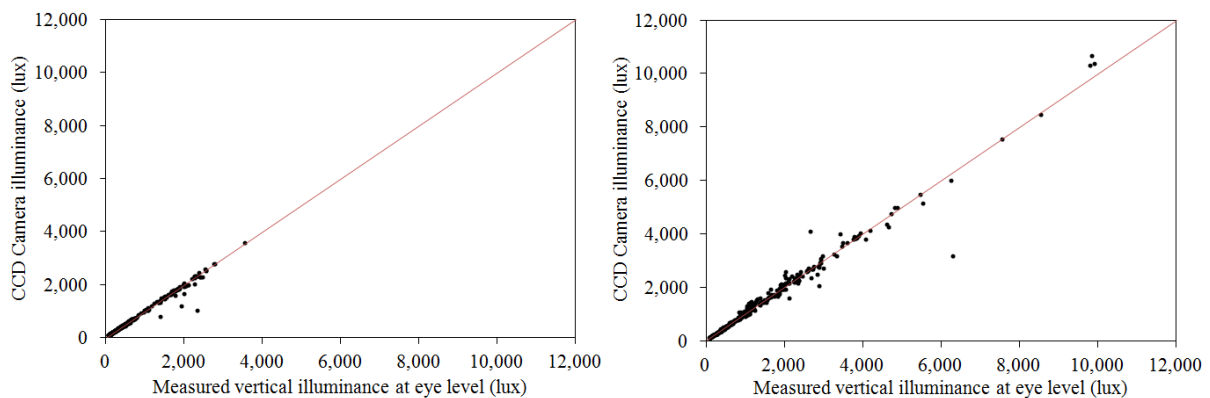 12,000
10,000
8,000
6,000
4,000
2,000
0
CCD Camera illuminance (lux)
0 2,000 4,000 6,000 8,000 10,000 12,000
Measured vertical illuminance at eye level (lux)
12,000
10,000
8,000
6,000
4,000
2,000
0
CCD Camera illuminance (lux)
0 2,000 4,000 6,000 8,000 10,000 12,000
Measured vertical illuminance at eye level (lux)